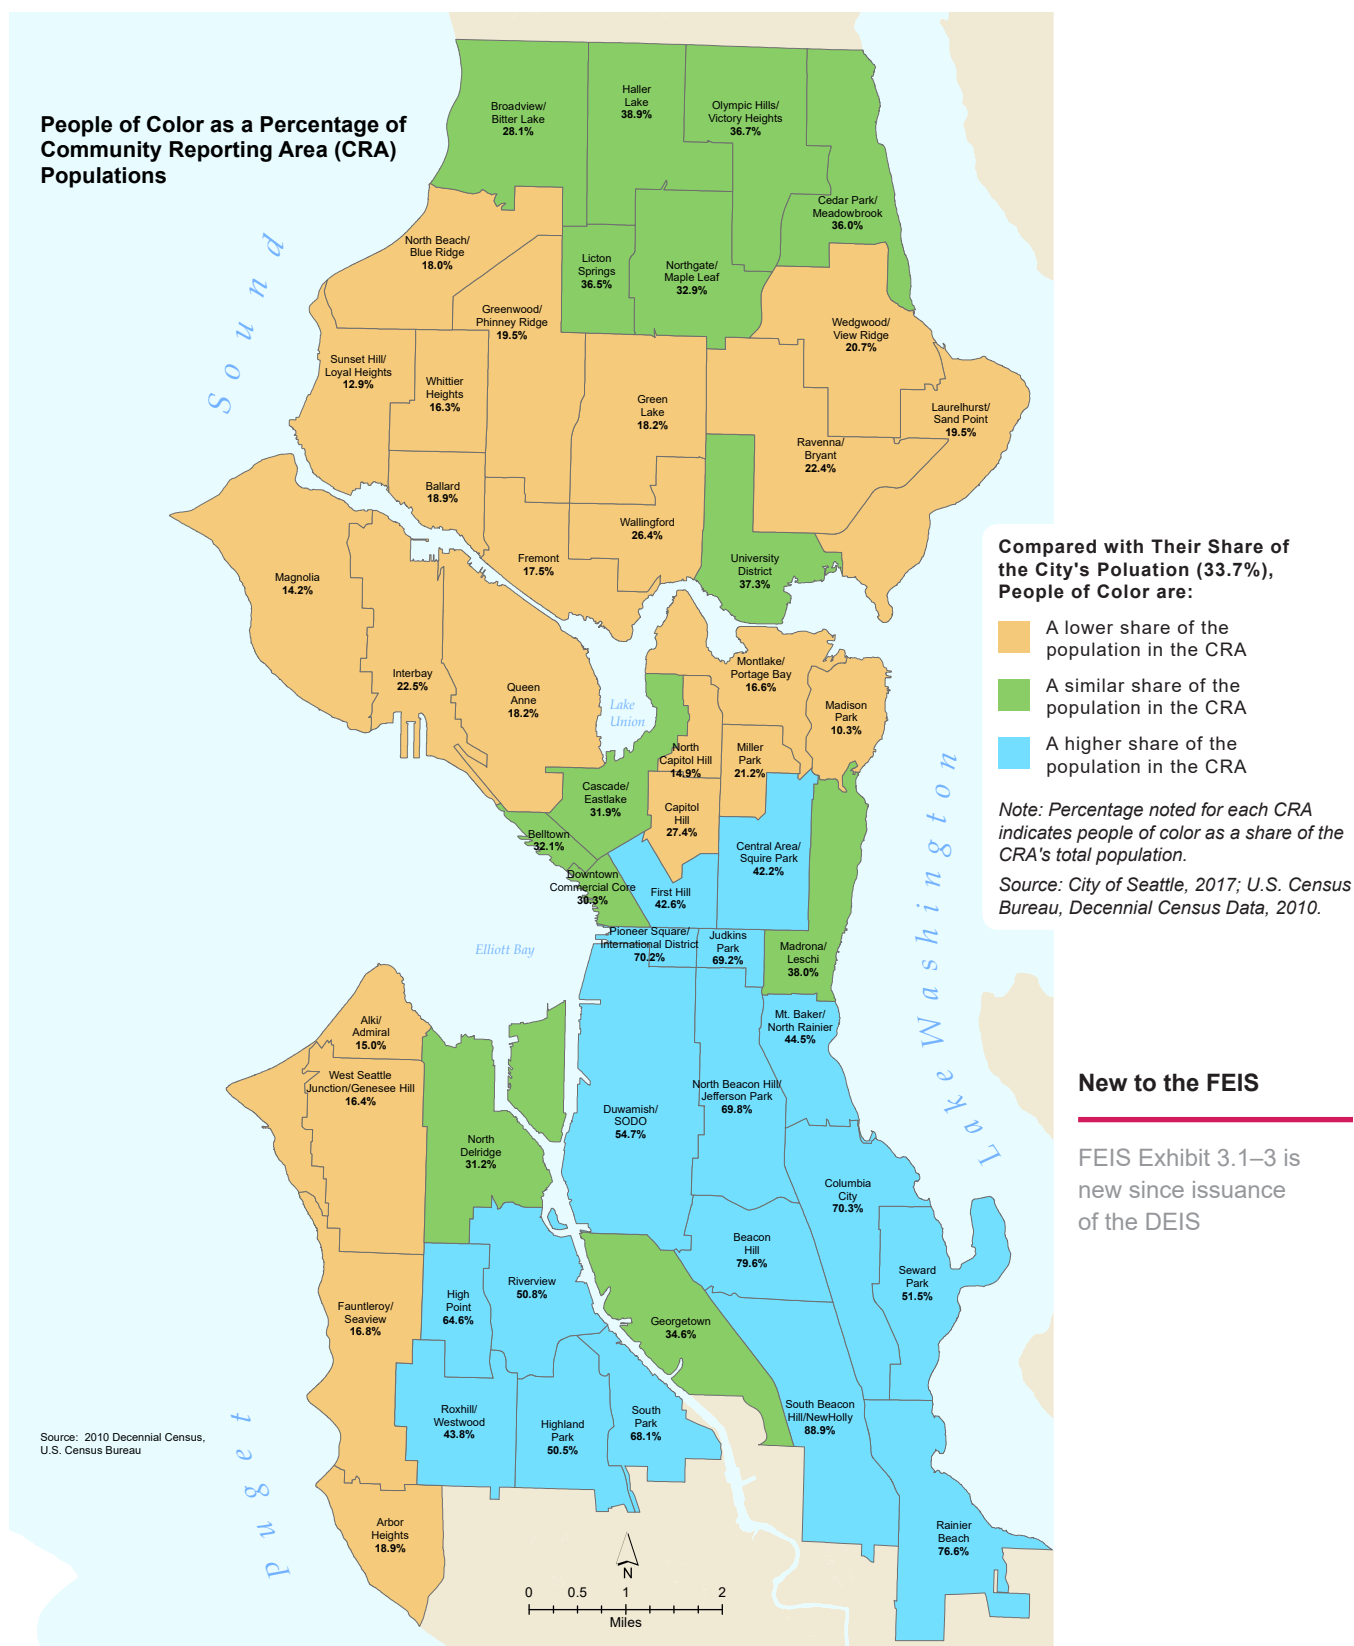 People of Color as a Percentage of
Community Reporting Area (CRA)
Populations
Broadview/
Bitter Lake
28.1%
Haller
Lake
38.9%
Olympic Hills/
Victory Heights
36.7%
Cedar Park/
Meadowbrook
36.0%
North Beach/
Blue Ridge
18.0%
Licton
Springs
36.5%
Northgate/
Maple Leaf
32.9%
Greenwood/
Phinney Ridge
19.5%
Wedgwood/
View Ridge
20.7%
Sunset Hill/
Loyal Heights
12.9%
Whittier
Heights
16.3%
Green
Lake
18.2%
Laurelhurst/
Sand Point
19.5%
Ravenna/
Bryant
22.4%
Ballard
18.9%
Wallingford
26.4%
Fremont
17.5%
University
District
37.3%
Magnolia
14.2%
Interbay
22.5%
Queen
Anne
18.2%
Lake
Union
Montlake/
Portage Bay
16.6%
Madison
Park
10.3%
North
Capitol Hill
14.9%
Miller
Park
21.2%
Cascade/
Eastlake
31.9%
Capitol
Hill
27.4%
Belltown
32.1%
Central Area/
Squire Park
42.2%
Downtown
Commercial Core
30.3%
First Hill
42.6%
Pioneer Square/
International District
70.2%
Judkins
Park
69.2%
Madrona/
Leschi
38.0%
Elliott Bay
Mt. Baker/
North Rainier
44.5%
Alki/
Admiral
15.0%
West Seattle
Junction/Genesee Hill
16.4%
North
Delridge
31.2%
Duwamish/
SODO
54.7%
North Beacon Hill/
Jefferson Park
69.8%
Columbia
City
70.3%
Beacon
Hill
79.6%
Seward
Park
51.5%
Riverview
50.8%
High
Point
64.6%
Fauntleroy/
Seaview
16.8%
Georgetown
34.6%
Roxhill/
Westwood
43.8%
Highland
Park
50.5%
South
Park
68.1%
South Beacon
Hill/NewHolly
88.9%
Arbor
Heights
18.9%
Rainier
Beach
76.6%
Puget
Sound
Lake Washington
Source: 2010 Decennial Census,
U.S. Census Bureau
N
0 0.5 1 2
Miles
Compared with Their Share of
the City's Poluation (33.7%),
People of Color are:
A lower share of the
population in the CRA
A similar share of the
population in the CRA
A higher share of the
population in the CRA
Note: Percentage noted for each CRA
indicates people of color as a share of the
CRA's total population.
Source: City of Seattle, 2017; U.S. Census
Bureau, Decennial Census Data, 2010.
New to the FEIS
FEIS Exhibit 3.1–3 is
new since issuance
of the DEIS